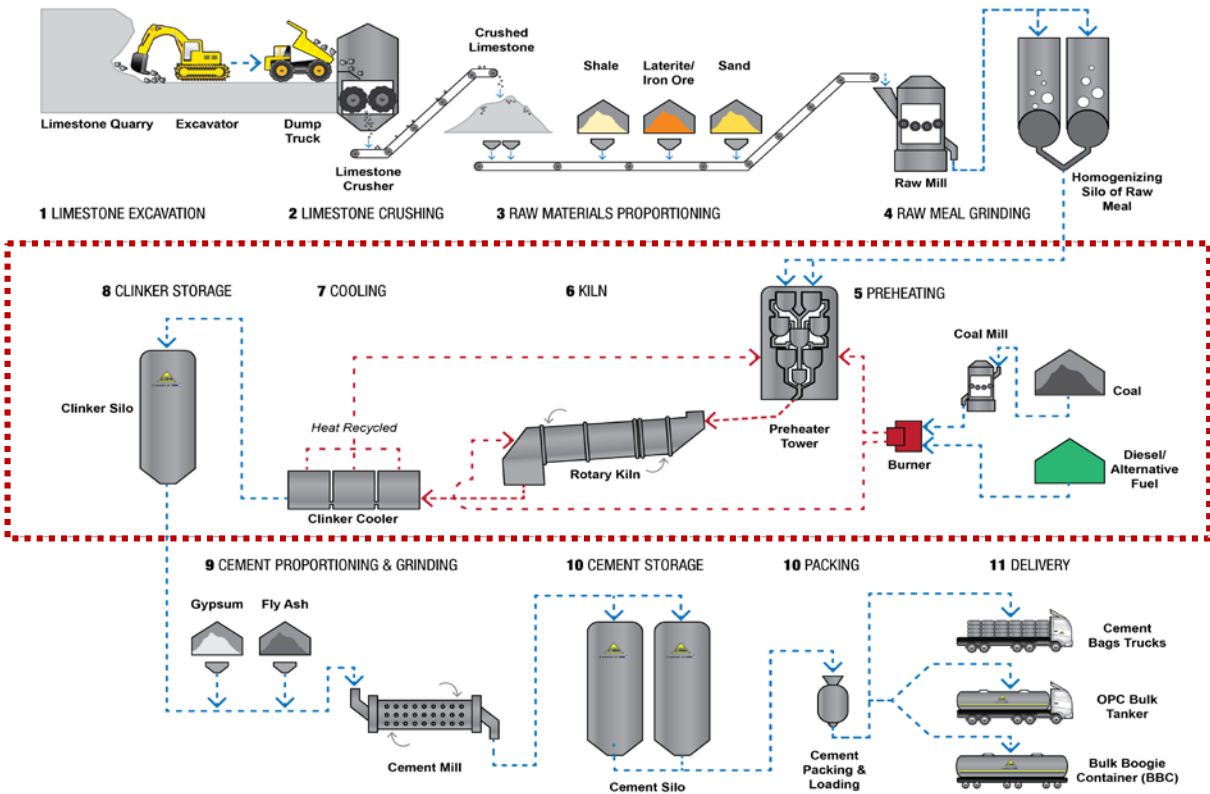 Crushed
Limestone
Shale
Laterite/
Iron Ore
Sand
Limestone Quarry
Excavator
Dump
Truck
Limestone
Crusher
Raw Mill
Homogenizing
Silo of Raw
Meal
1 LIMESTONE EXCAVATION
2 LIMESTONE CRUSHING
3 RAW MATERIALS PROPORTIONING
4 RAW MEAL GRINDING
8 CLINKER STORAGE
7 COOLING
6 KILN
5 PREHEATING
Coal Mill
Coal
Clinker Silo
Heat Recycled
Preheater
Tower
Burner
Diesel/
Alternative
Fuel
Rotary Kiln
Clinker Cooler
9 CEMENT PROPORTIONING & GRINDING
10 CEMENT STORAGE
10 PACKING
11 DELIVERY
Gypsum
Fly Ash
Cement
Bags Trucks
OPC Bulk
Tanker
Cement Mill
Cement Silo
Cement
Packing &
Loading
Bulk Boogie
Container (BBC)